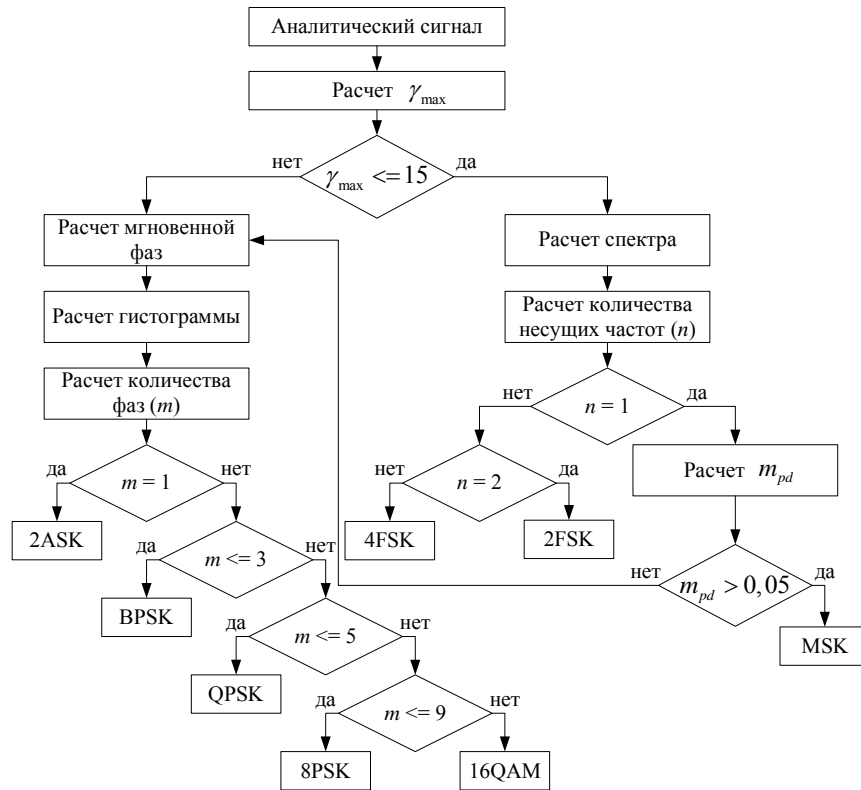 Аналитический сигнал
Расчет γmax
нет
да
γmax <= 15
Расчет мгновенной
фаз
Расчет спектра
Расчет гистограммы
Расчет количества
несущих частот (n)
Расчет количества
фаз (m)
нет
n = 1
да
да
m = 1
нет
нет
n = 2
да
Расчет mpd
2ASK
4FSK
2FSK
да
m <= 3
нет
нет
mpd > 0,05
да
BPSK
да
m <= 5
нет
MSK
QPSK
да
m <= 9
нет
8PSK
16QAM